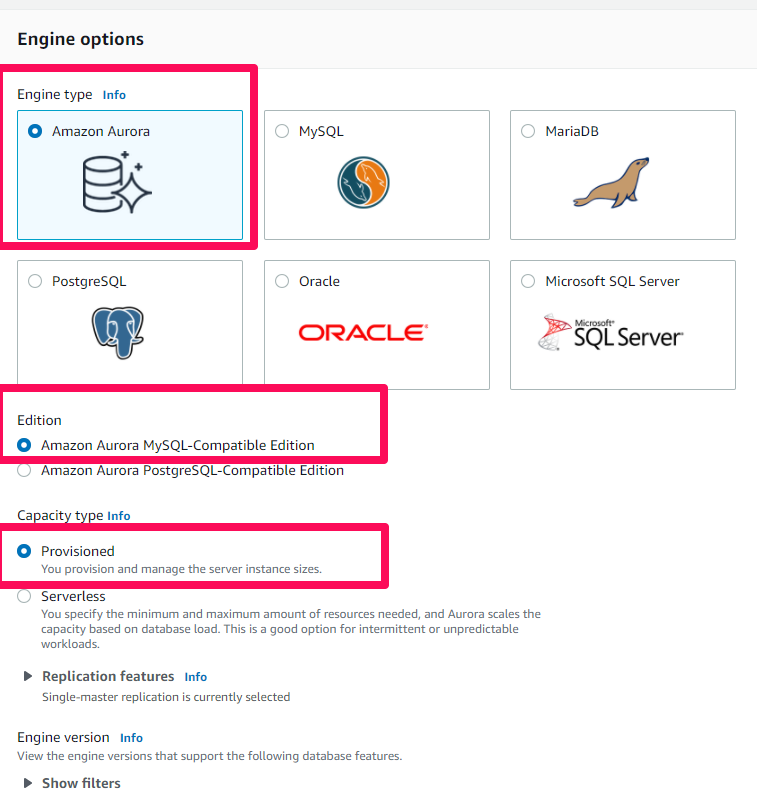 Engine options
Engine type Info
Amazon Aurora
MySQL
MariaDB
PostgreSQL
Oracle
Microsoft SQL Server
ORACLE
Microsoft
SQL Server
Edition
Amazon Aurora MySQL-Compatible Edition
Amazon Aurora PostgreSQL-Compatible Edition
Capacity type Info
Provisioned
You provision and manage the server instance sizes.
Serverless
You specify the minimum and maximum amount of resources needed, and Aurora scales the
capacity based on database load. This is a good option for intermittent or unpredictable
workloads.
Replication features Info
Single-master replication is currently selected
Engine version Info
View the engine versions that support the following database features.
Show filters